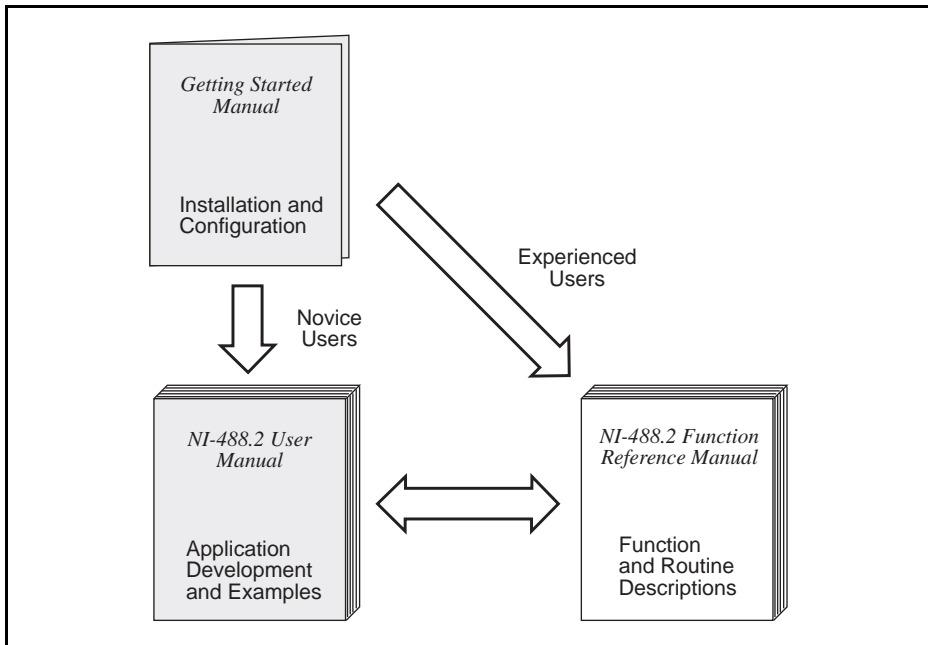 Getting Started
Manual
Installation and
Configuration
Experienced
Users
Novice
Users
NI-488.2 User
Manual
Application
Development
and Examples
NI-488.2 Function
Reference Manual
Function
and Routine
Descriptions